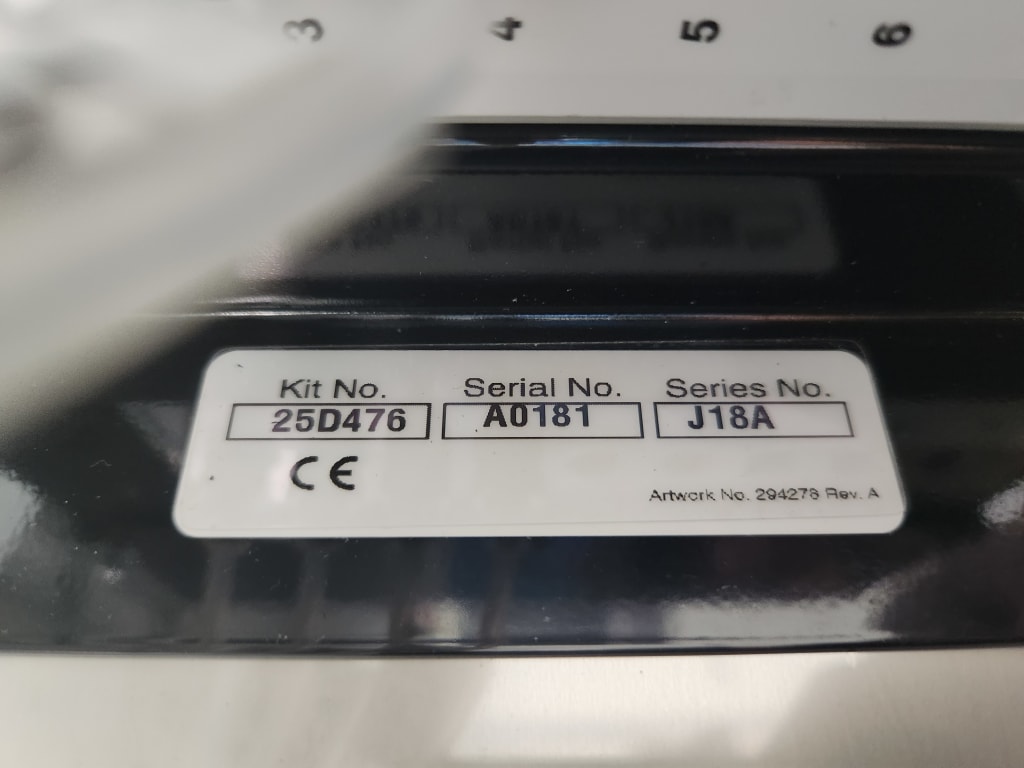 3 4 5 6
Kit No. Serial No. Series No.
25D476 A0181 J18A
CE
Artwork No. 294278 Rev. A